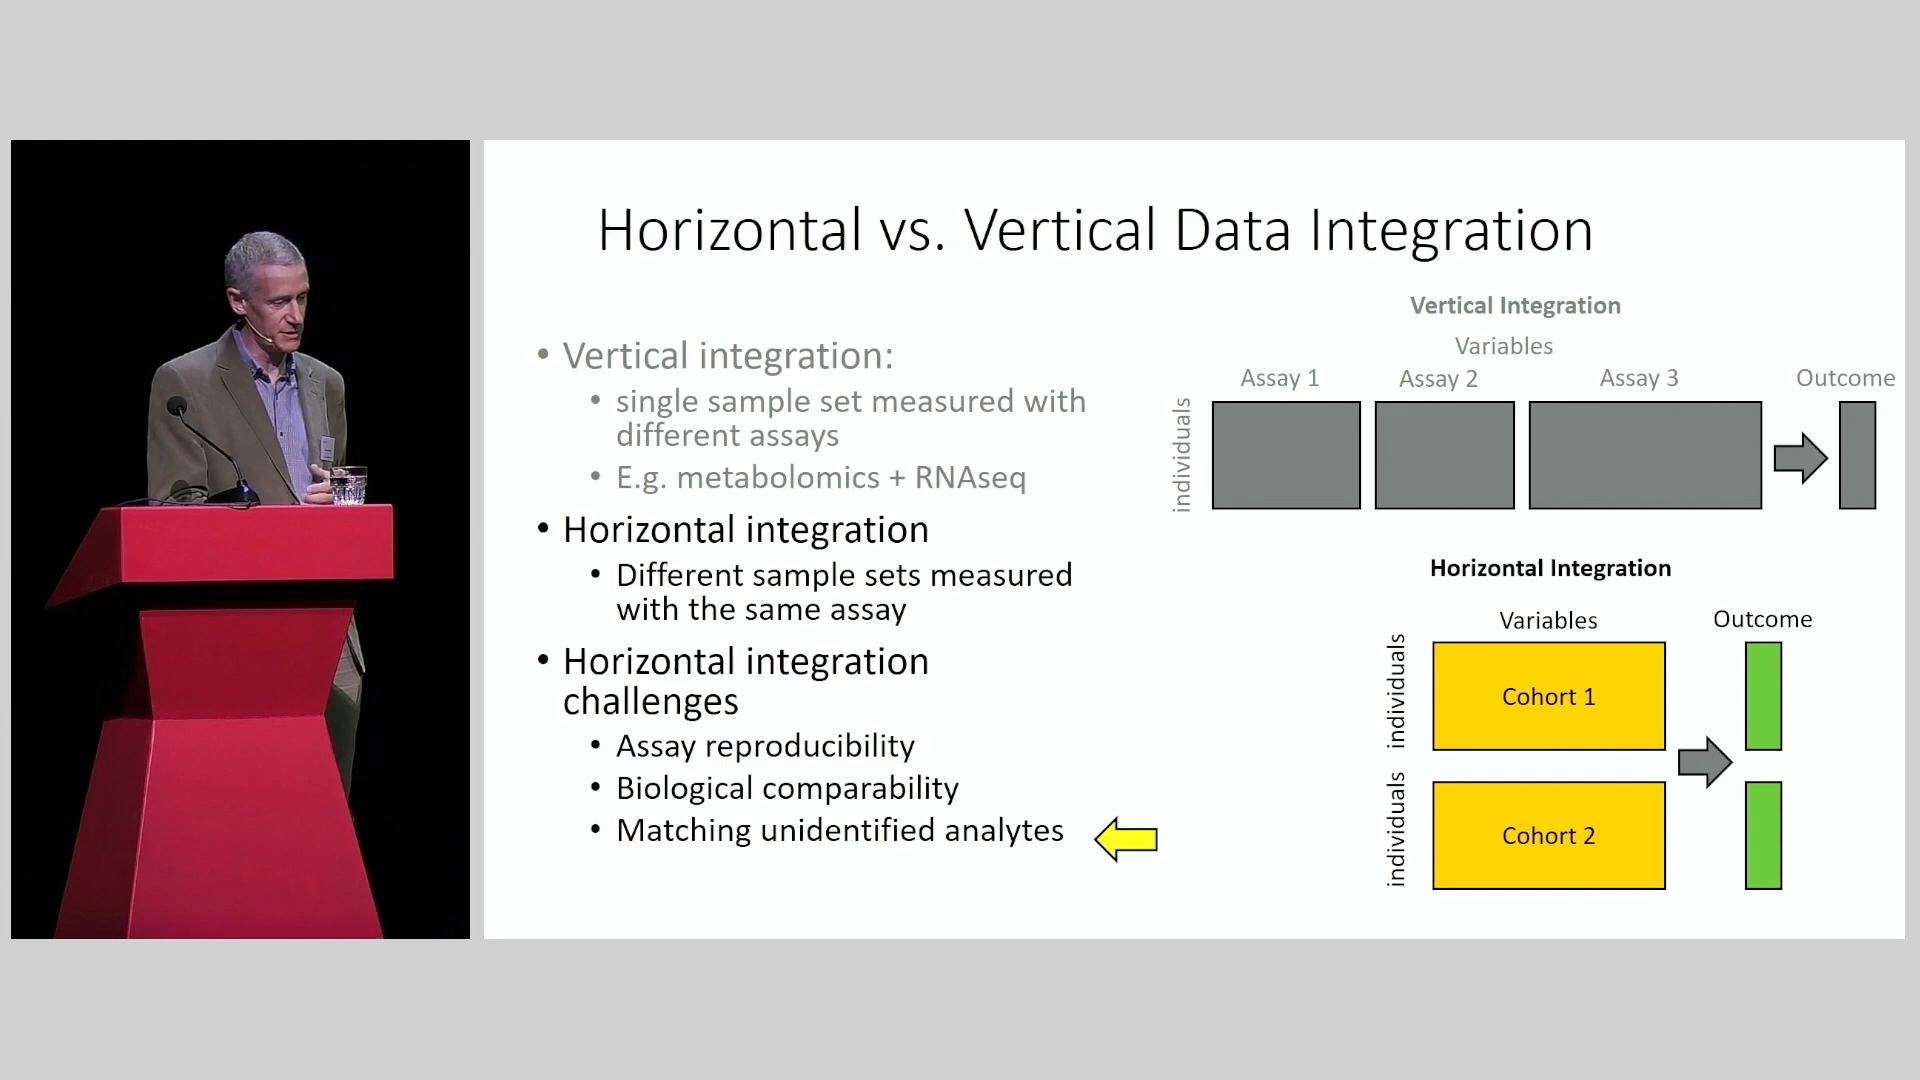 Horizontal vs. Vertical Data Integration
• Vertical integration:
• single sample set measured with
different assays
• E.g. metabolomics + RNAseq
• Horizontal integration
• Different sample sets measured
with the same assay
• Horizontal integration
challenges
• Assay reproducibility
• Biological comparability
• Matching unidentified analytes
Vertical Integration
Variables
Assay 1 Assay 2 Assay 3 Outcome
individuals
Horizontal Integration
Variables Outcome
individuals
Cohort 1
individuals
Cohort 2